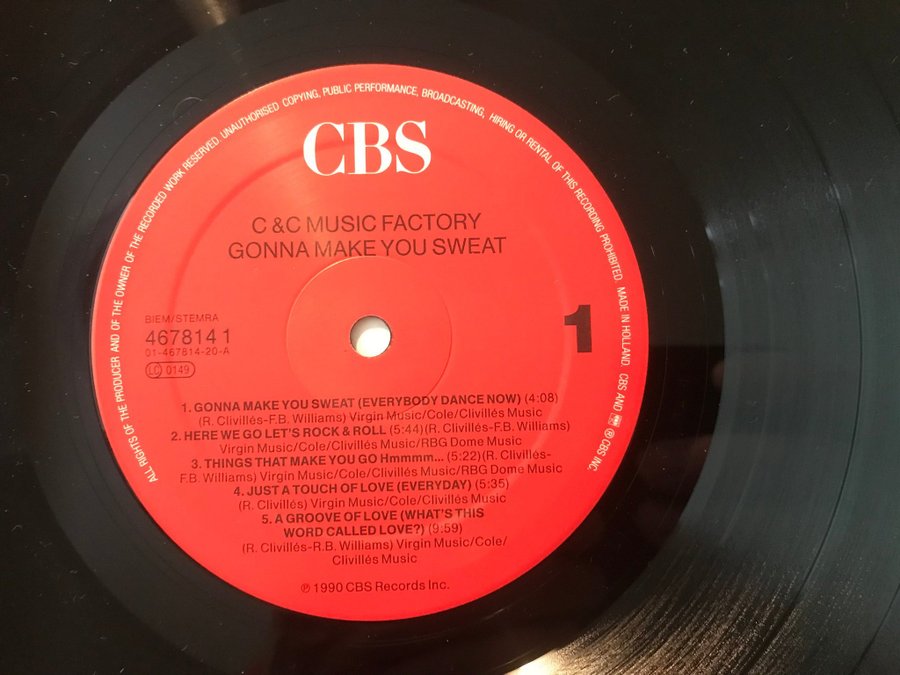 ALL RIGHTS OF THE PRODUCER AND OF THE OWNER OF THE RECORDED WORK RESERVED. UNAUTHORISED COPYING, PUBLIC PERFORMANCE, BROADCASTING, HIRING OR RENTAL OF THIS RECORDING PROHIBITED. MADE IN HOLLAND. CBS AND ℗ CBS INC.
CBS
C & C MUSIC FACTORY
GONNA MAKE YOU SWEAT
BIEM/STEMRA
467814 1
01-467814-20-A
LC 0149
1
1. GONNA MAKE YOU SWEAT (EVERYBODY DANCE NOW) (4:08)
(R. Clivillés-F.B. Williams) Virgin Music/Cole/Clivillés Music
2. HERE WE GO LET'S ROCK & ROLL (5:44)(R. Clivillés-F.B. Williams)
Virgin Music/Cole/Clivillés Music/RBG Dome Music
3. THINGS THAT MAKE YOU GO Hmmmm... (5:22)(R. Clivillés-
F.B. Williams) Virgin Music/Cole/Clivillés Music/RBG Dome Music
4. JUST A TOUCH OF LOVE (EVERYDAY) (5:35)
(R. Clivillés) Virgin Music/Cole/Clivillés Music
5. A GROOVE OF LOVE (WHAT'S THIS
WORD CALLED LOVE?) (9:59)
(R. Clivillés-R.B. Williams) Virgin Music/Cole/
Clivillés Music
℗ 1990 CBS Records Inc.